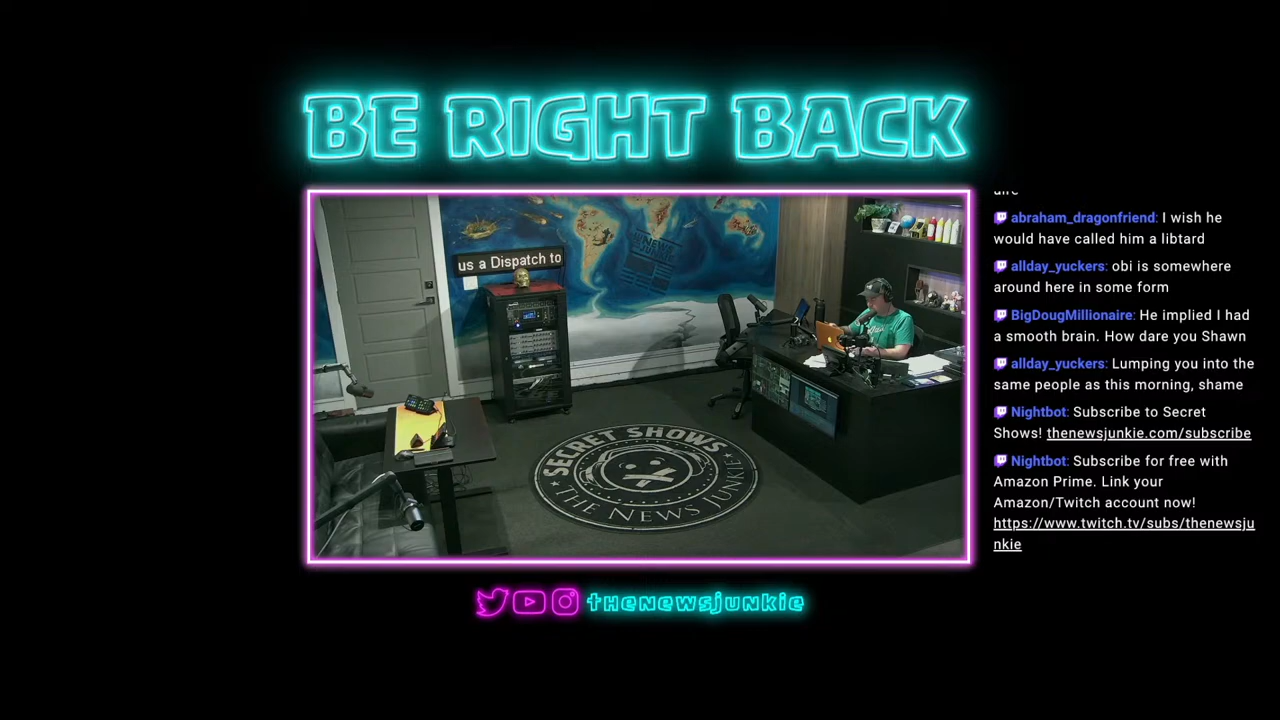 BE RIGHT BACK
us a Dispatch to
THE NEWS JUNKIE
SECRET SHOWS
THE NEWS JUNKIE
abraham_dragonfriend: I wish he
would have called him a libtard
allday_yuckers: obi is somewhere
around here in some form
BigDougMillionaire: He implied I had
a smooth brain. How dare you Shawn
allday_yuckers: Lumping you into the
same people as this morning, shame
Nightbot: Subscribe to Secret
Shows! thenewsjunkie.com/subscribe
Nightbot: Subscribe for free with
Amazon Prime. Link your
Amazon/Twitch account now!
https://www.twitch.tv/subs/thenewsju
nkie
thenewsjunkie